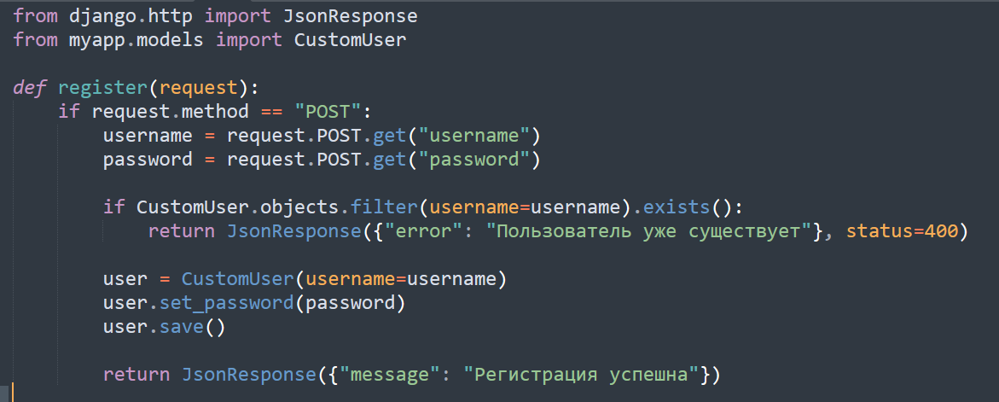 from django.http import JsonResponse
from myapp.models import CustomUser

def register(request):
    if request.method == "POST":
        username = request.POST.get("username")
        password = request.POST.get("password")

        if CustomUser.objects.filter(username=username).exists():
            return JsonResponse({"error": "Пользователь уже существует"}, status=400)

        user = CustomUser(username=username)
        user.set_password(password)
        user.save()

        return JsonResponse({"message": "Регистрация успешна"})